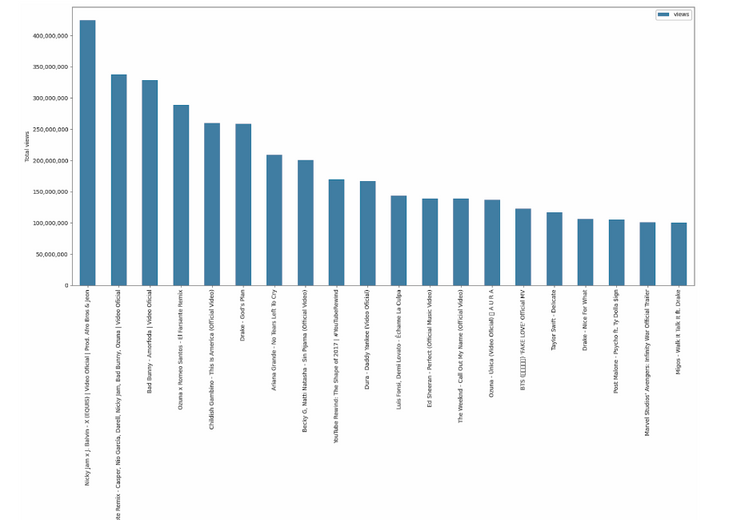 views
Total views
400,000,000
350,000,000
300,000,000
250,000,000
200,000,000
150,000,000
100,000,000
50,000,000
0
Nicky Jam x J. Balvin - X (EQUIS) | Video Oficial | Prod. Afro Bros & Jeon
te Remix - Casper, Nio García, Darell, Nicky Jam, Bad Bunny, Ozuna | Video Oficial
Bad Bunny - Amorfoda | Video Oficial
Ozuna x Romeo Santos - El Farsante Remix
Childish Gambino - This Is America (Official Video)
Drake - God's Plan
Ariana Grande - No Tears Left To Cry
Becky G, Natti Natasha - Sin Pijama (Official Video)
YouTube Rewind: The Shape of 2017 | #YouTubeRewind
Dura - Daddy Yankee (Video Oficial)
Luis Fonsi, Demi Lovato - Échame La Culpa
Ed Sheeran - Perfect (Official Music Video)
The Weeknd - Call Out My Name (Official Video)
Ozuna - Única (Video Oficial) A U R A
BTS 'FAKE LOVE' Official MV
Taylor Swift - Delicate
Drake - Nice For What
Post Malone - Psycho ft. Ty Dolla $ign
Marvel Studios' Avengers: Infinity War Official Trailer
Migos - Walk It Talk It ft. Drake